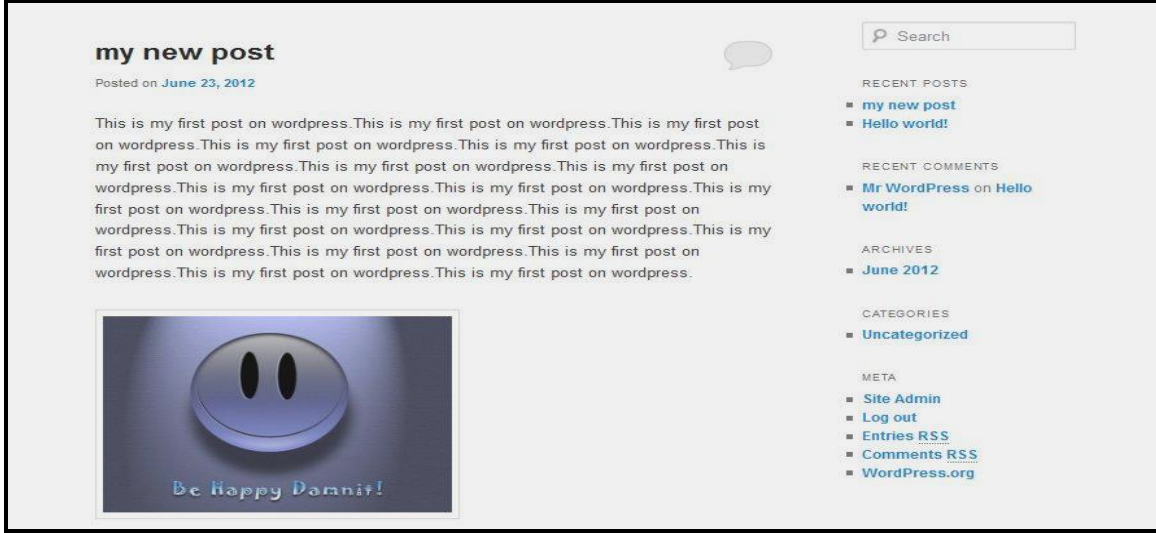 my new post
Posted on June 23, 2012
This is my first post on wordpress.This is my first post on wordpress.This is my first post
on wordpress.This is my first post on wordpress.This is my first post on wordpress.This is
my first post on wordpress.This is my first post on wordpress.This is my first post on
wordpress.This is my first post on wordpress.This is my first post on wordpress.This is my
first post on wordpress.This is my first post on wordpress.This is my first post on
wordpress.This is my first post on wordpress.This is my first post on wordpress.This is my
first post on wordpress.This is my first post on wordpress.This is my first post on
wordpress.This is my first post on wordpress.This is my first post on wordpress.
Be Happy Damnit!
Search
RECENT POSTS
my new post
Hello world!
RECENT COMMENTS
Mr WordPress on Hello
world!
ARCHIVES
June 2012
CATEGORIES
Uncategorized
META
Site Admin
Log out
Entries RSS
Comments RSS
WordPress.org